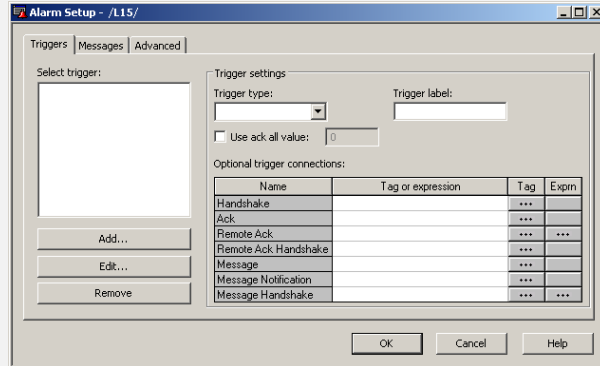 Alarm Setup - /L15/
Triggers Messages Advanced
Select trigger:
Trigger settings
Trigger type:
Trigger label:
Use ack all value: 0
Optional trigger connections:
Name Tag or expression Tag Exprn
Handshake ...
Ack ...
Remote Ack ... ...
Remote Ack Handshake ...
Message ...
Message Notification ...
Message Handshake ... ...
Add...
Edit...
Remove
OK Cancel Help